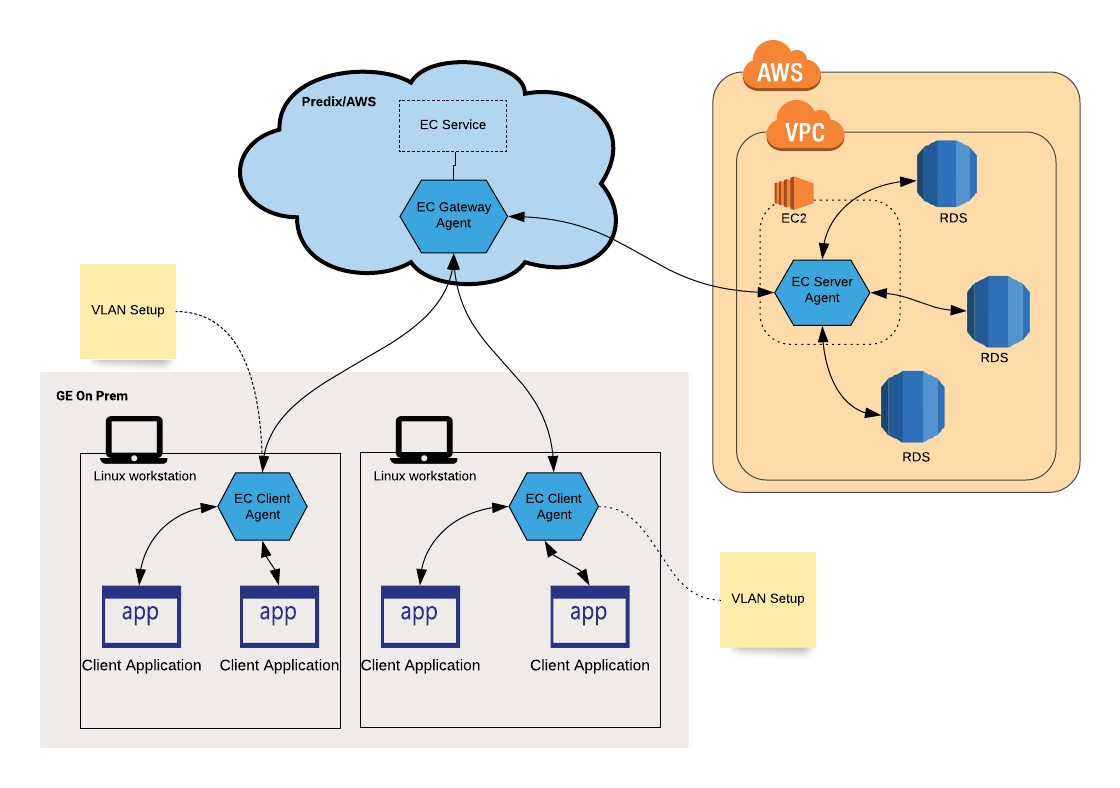 AWS
Predix/AWS
EC Service
VPC
EC Gateway
Agent
EC2
RDS
EC Server
Agent
RDS
RDS
VLAN Setup
GE On Prem
Linux workstation
Linux workstation
EC Client
Agent
EC Client
Agent
app
app
app
app
Client Application
Client Application
Client Application
Client Application
VLAN Setup